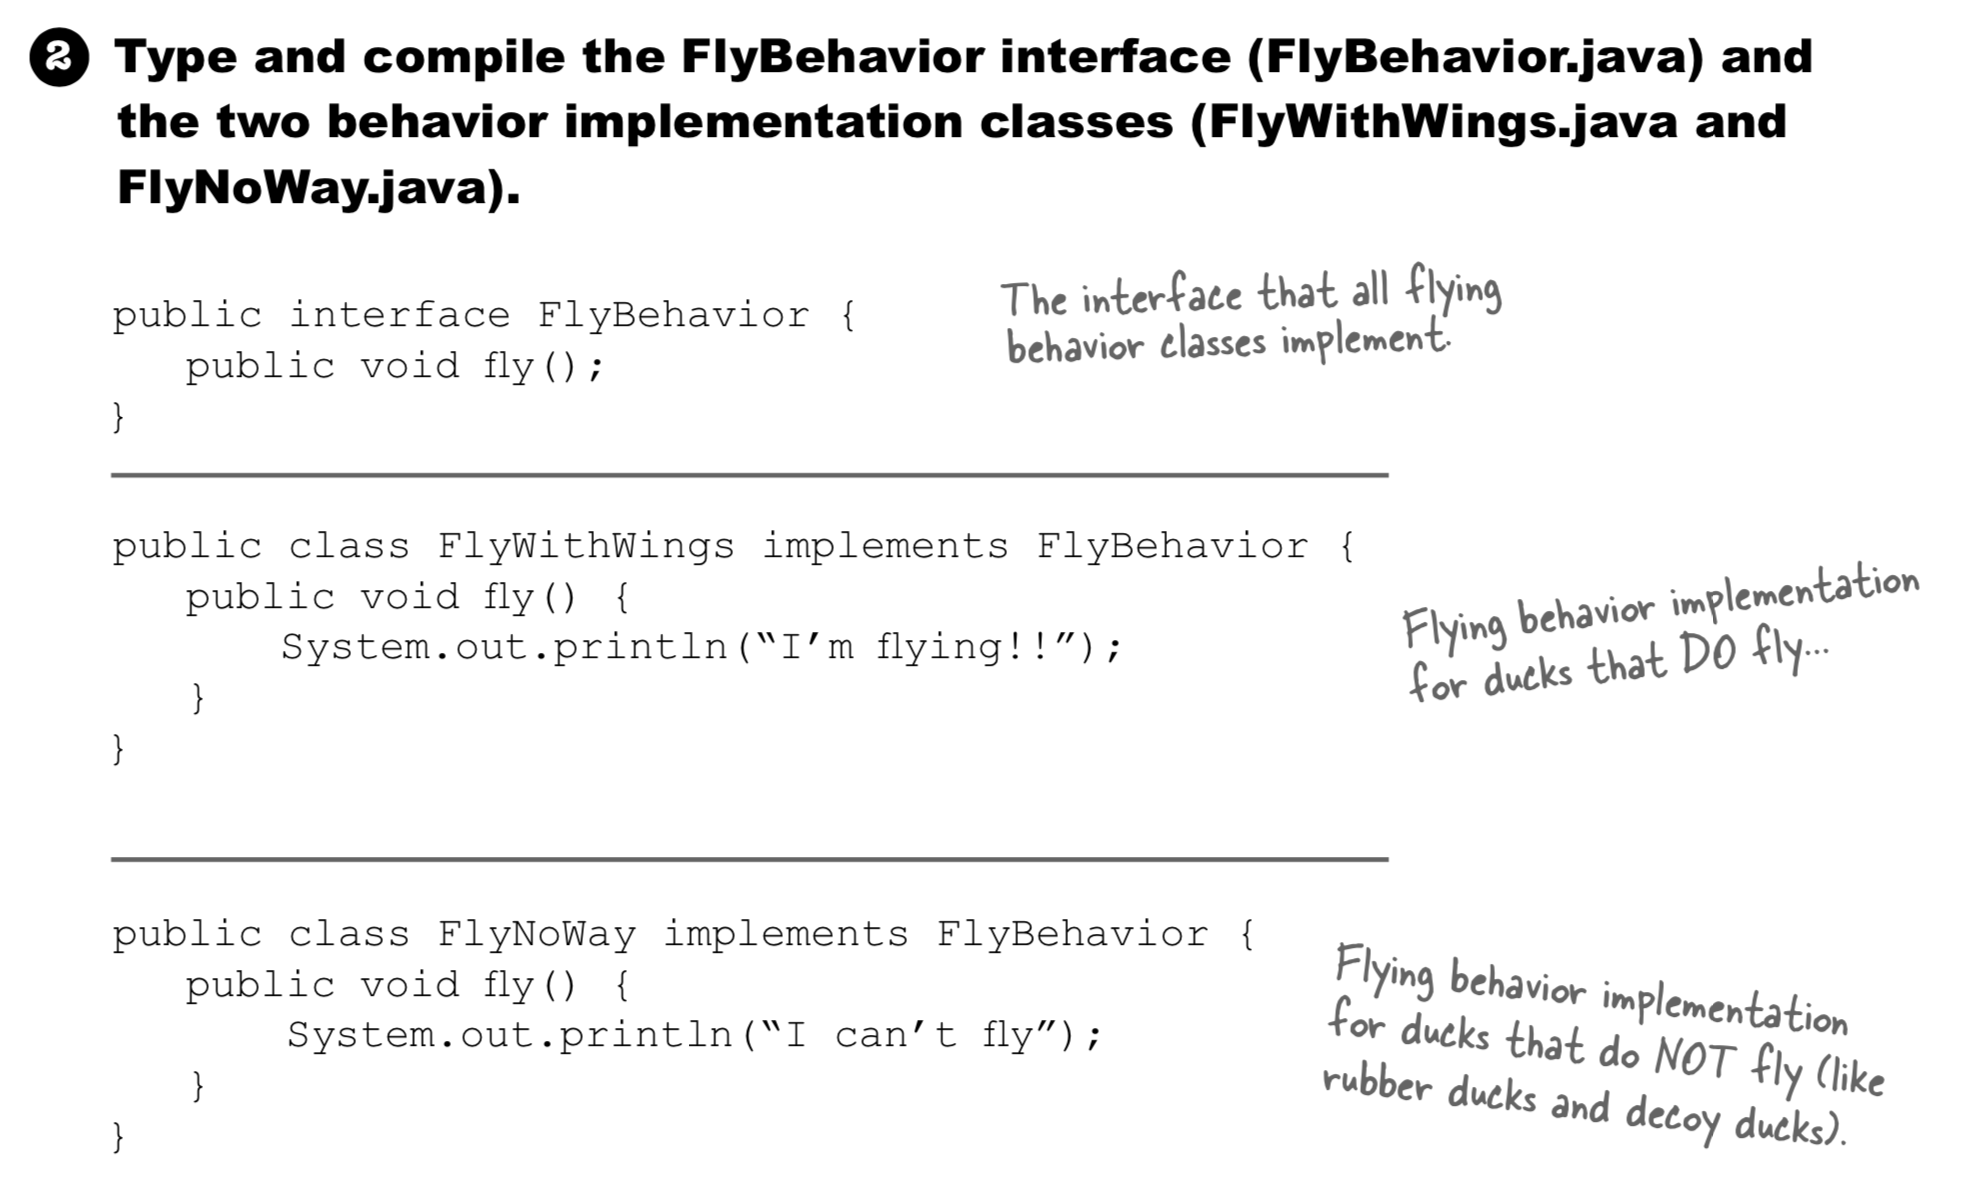 2 Type and compile the FlyBehavior interface (FlyBehavior.java) and
the two behavior implementation classes (FlyWithWings.java and
FlyNoWay.java).
public interface FlyBehavior {
public void fly();
}
The interface that all flying
behavior classes implement.
public class FlyWithWings implements FlyBehavior {
public void fly() {
System.out.println(“I’m flying!!”);
}
}
Flying behavior implementation
for ducks that DO fly...
public class FlyNoWay implements FlyBehavior {
public void fly() {
System.out.println(“I can’t fly”);
}
}
Flying behavior implementation
for ducks that do NOT fly (like
rubber ducks and decoy ducks).